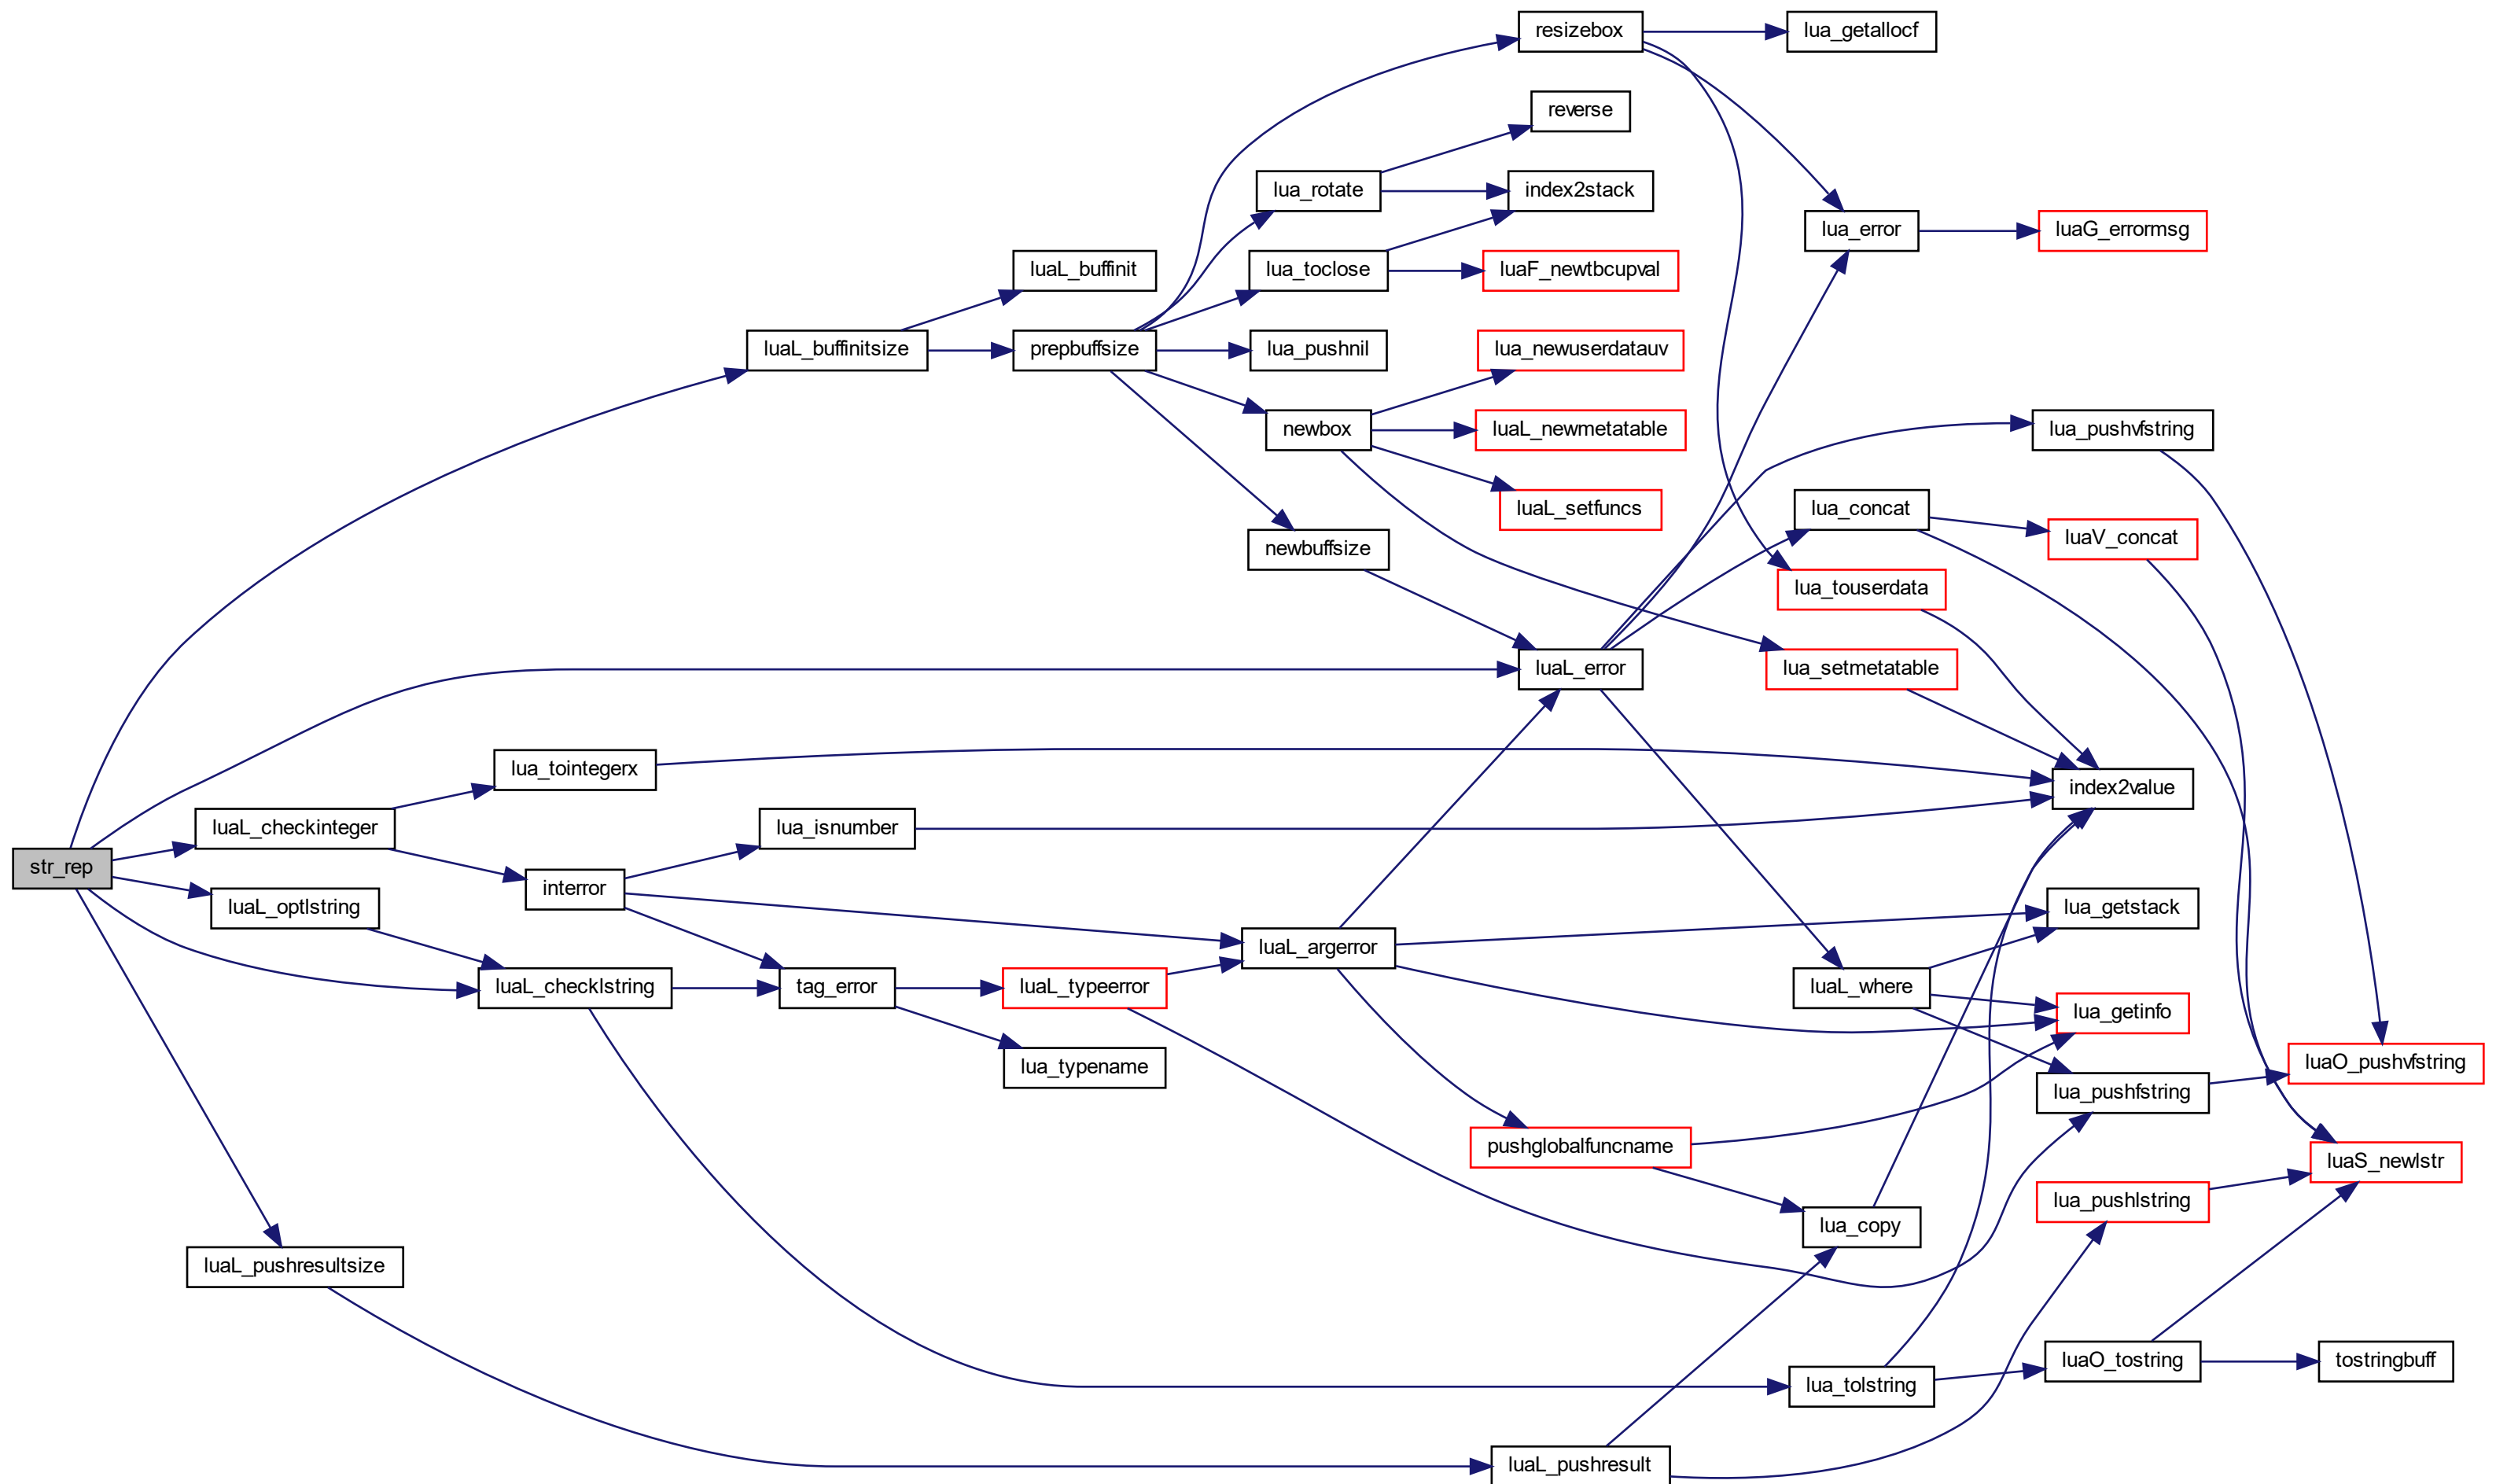 resizebox
lua_getallocf
reverse
lua_rotate
index2stack
lua_error
luaG_errormsg
luaL_buffinit
lua_toclose
luaF_newtbcupval
luaL_buffinitsize
prepbuffsize
lua_pushnil
lua_newuserdatauv
newbox
luaL_newmetatable
lua_pushvfstring
luaL_setfuncs
lua_concat
luaV_concat
newbuffsize
lua_touserdata
luaL_error
lua_setmetatable
lua_tointegerx
index2value
luaL_checkinteger
lua_isnumber
str_rep
interror
luaL_optlstring
lua_getstack
luaL_argerror
luaL_checklstring
tag_error
luaL_typeerror
luaL_where
lua_getinfo
lua_typename
luaO_pushvfstring
lua_pushfstring
pushglobalfuncname
luaS_newlstr
lua_pushlstring
lua_copy
luaL_pushresultsize
luaO_tostring
tostringbuff
lua_tolstring
luaL_pushresult